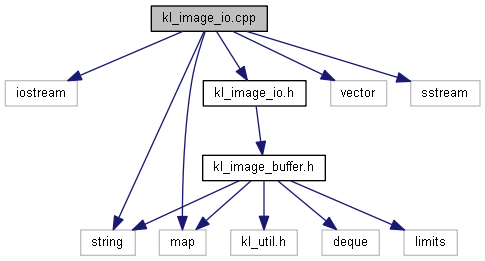 kl_image_io.cpp
iostream
kl_image_io.h
vector
sstream
kl_image_buffer.h
string
map
kl_util.h
deque
limits